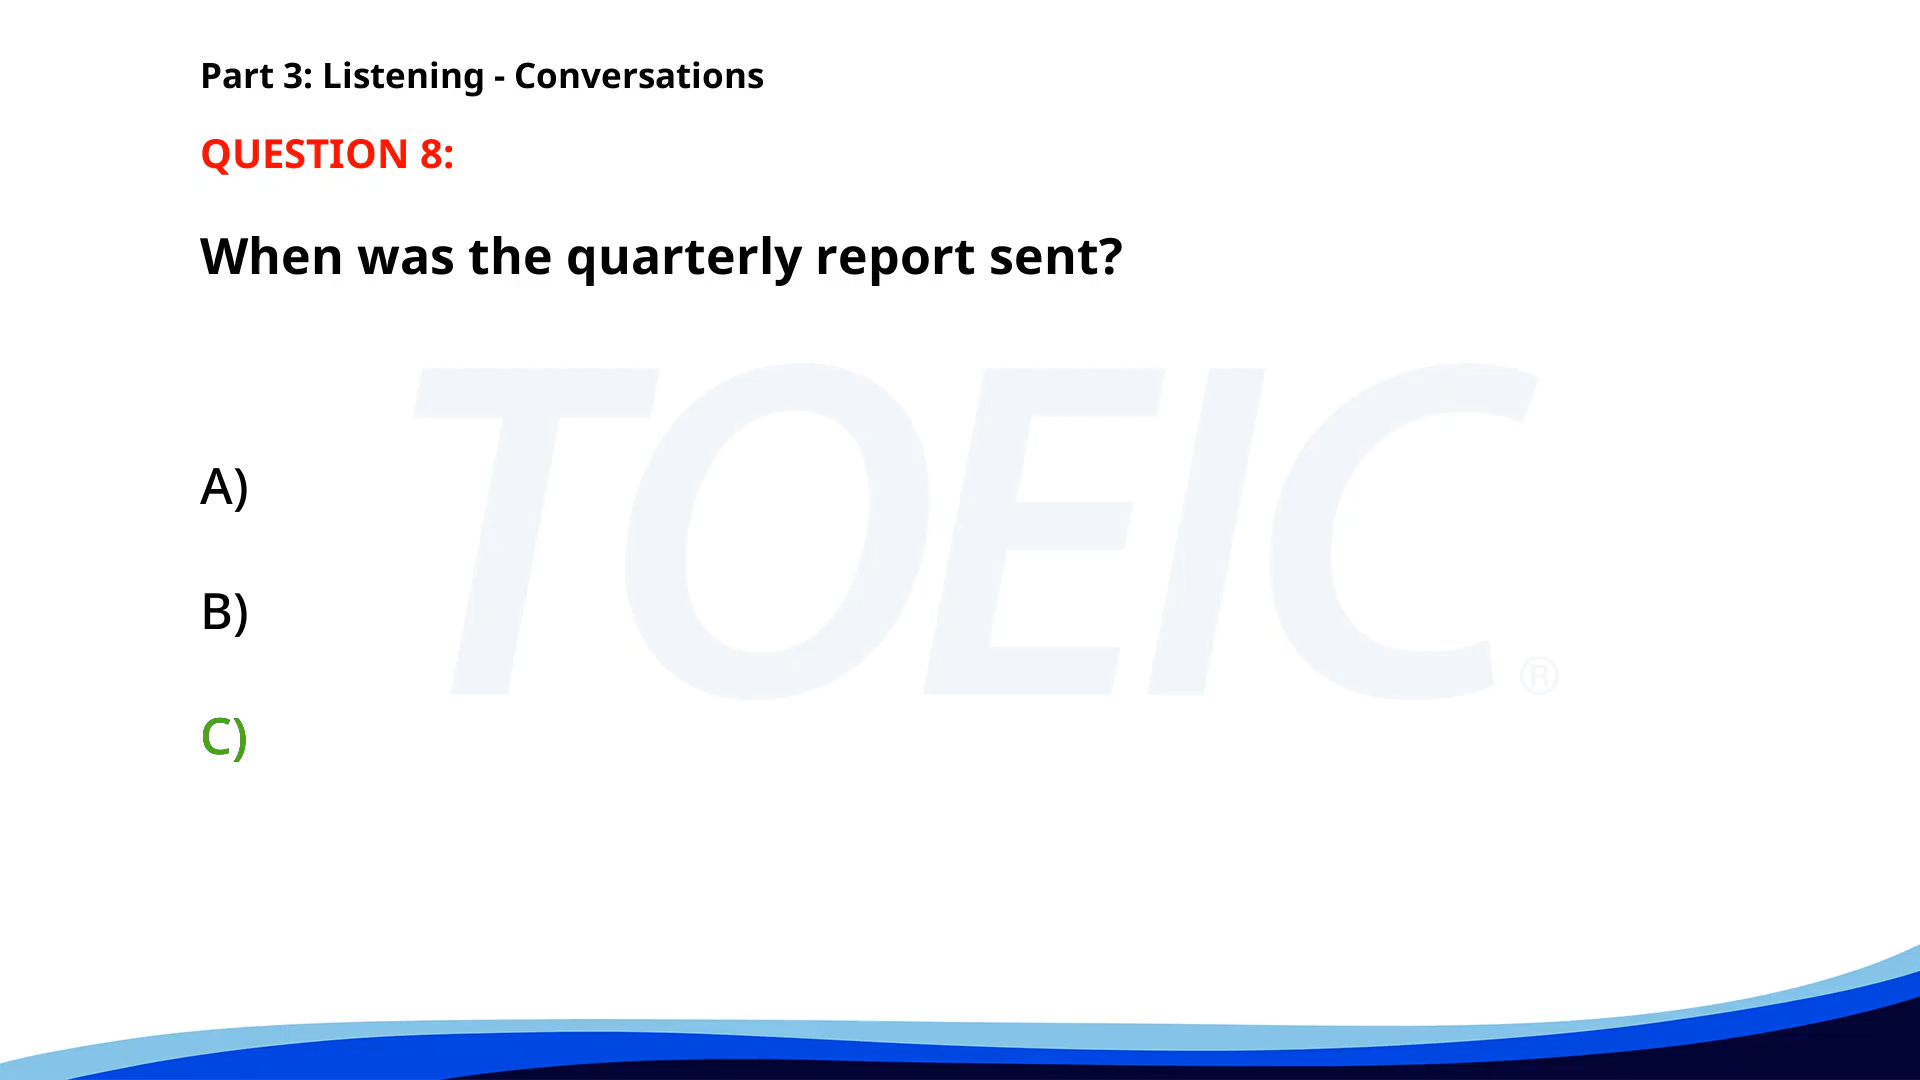 Part 3: Listening - Conversations
QUESTION 8:
When was the quarterly report sent?
TOEIC®
A)
B)
C)